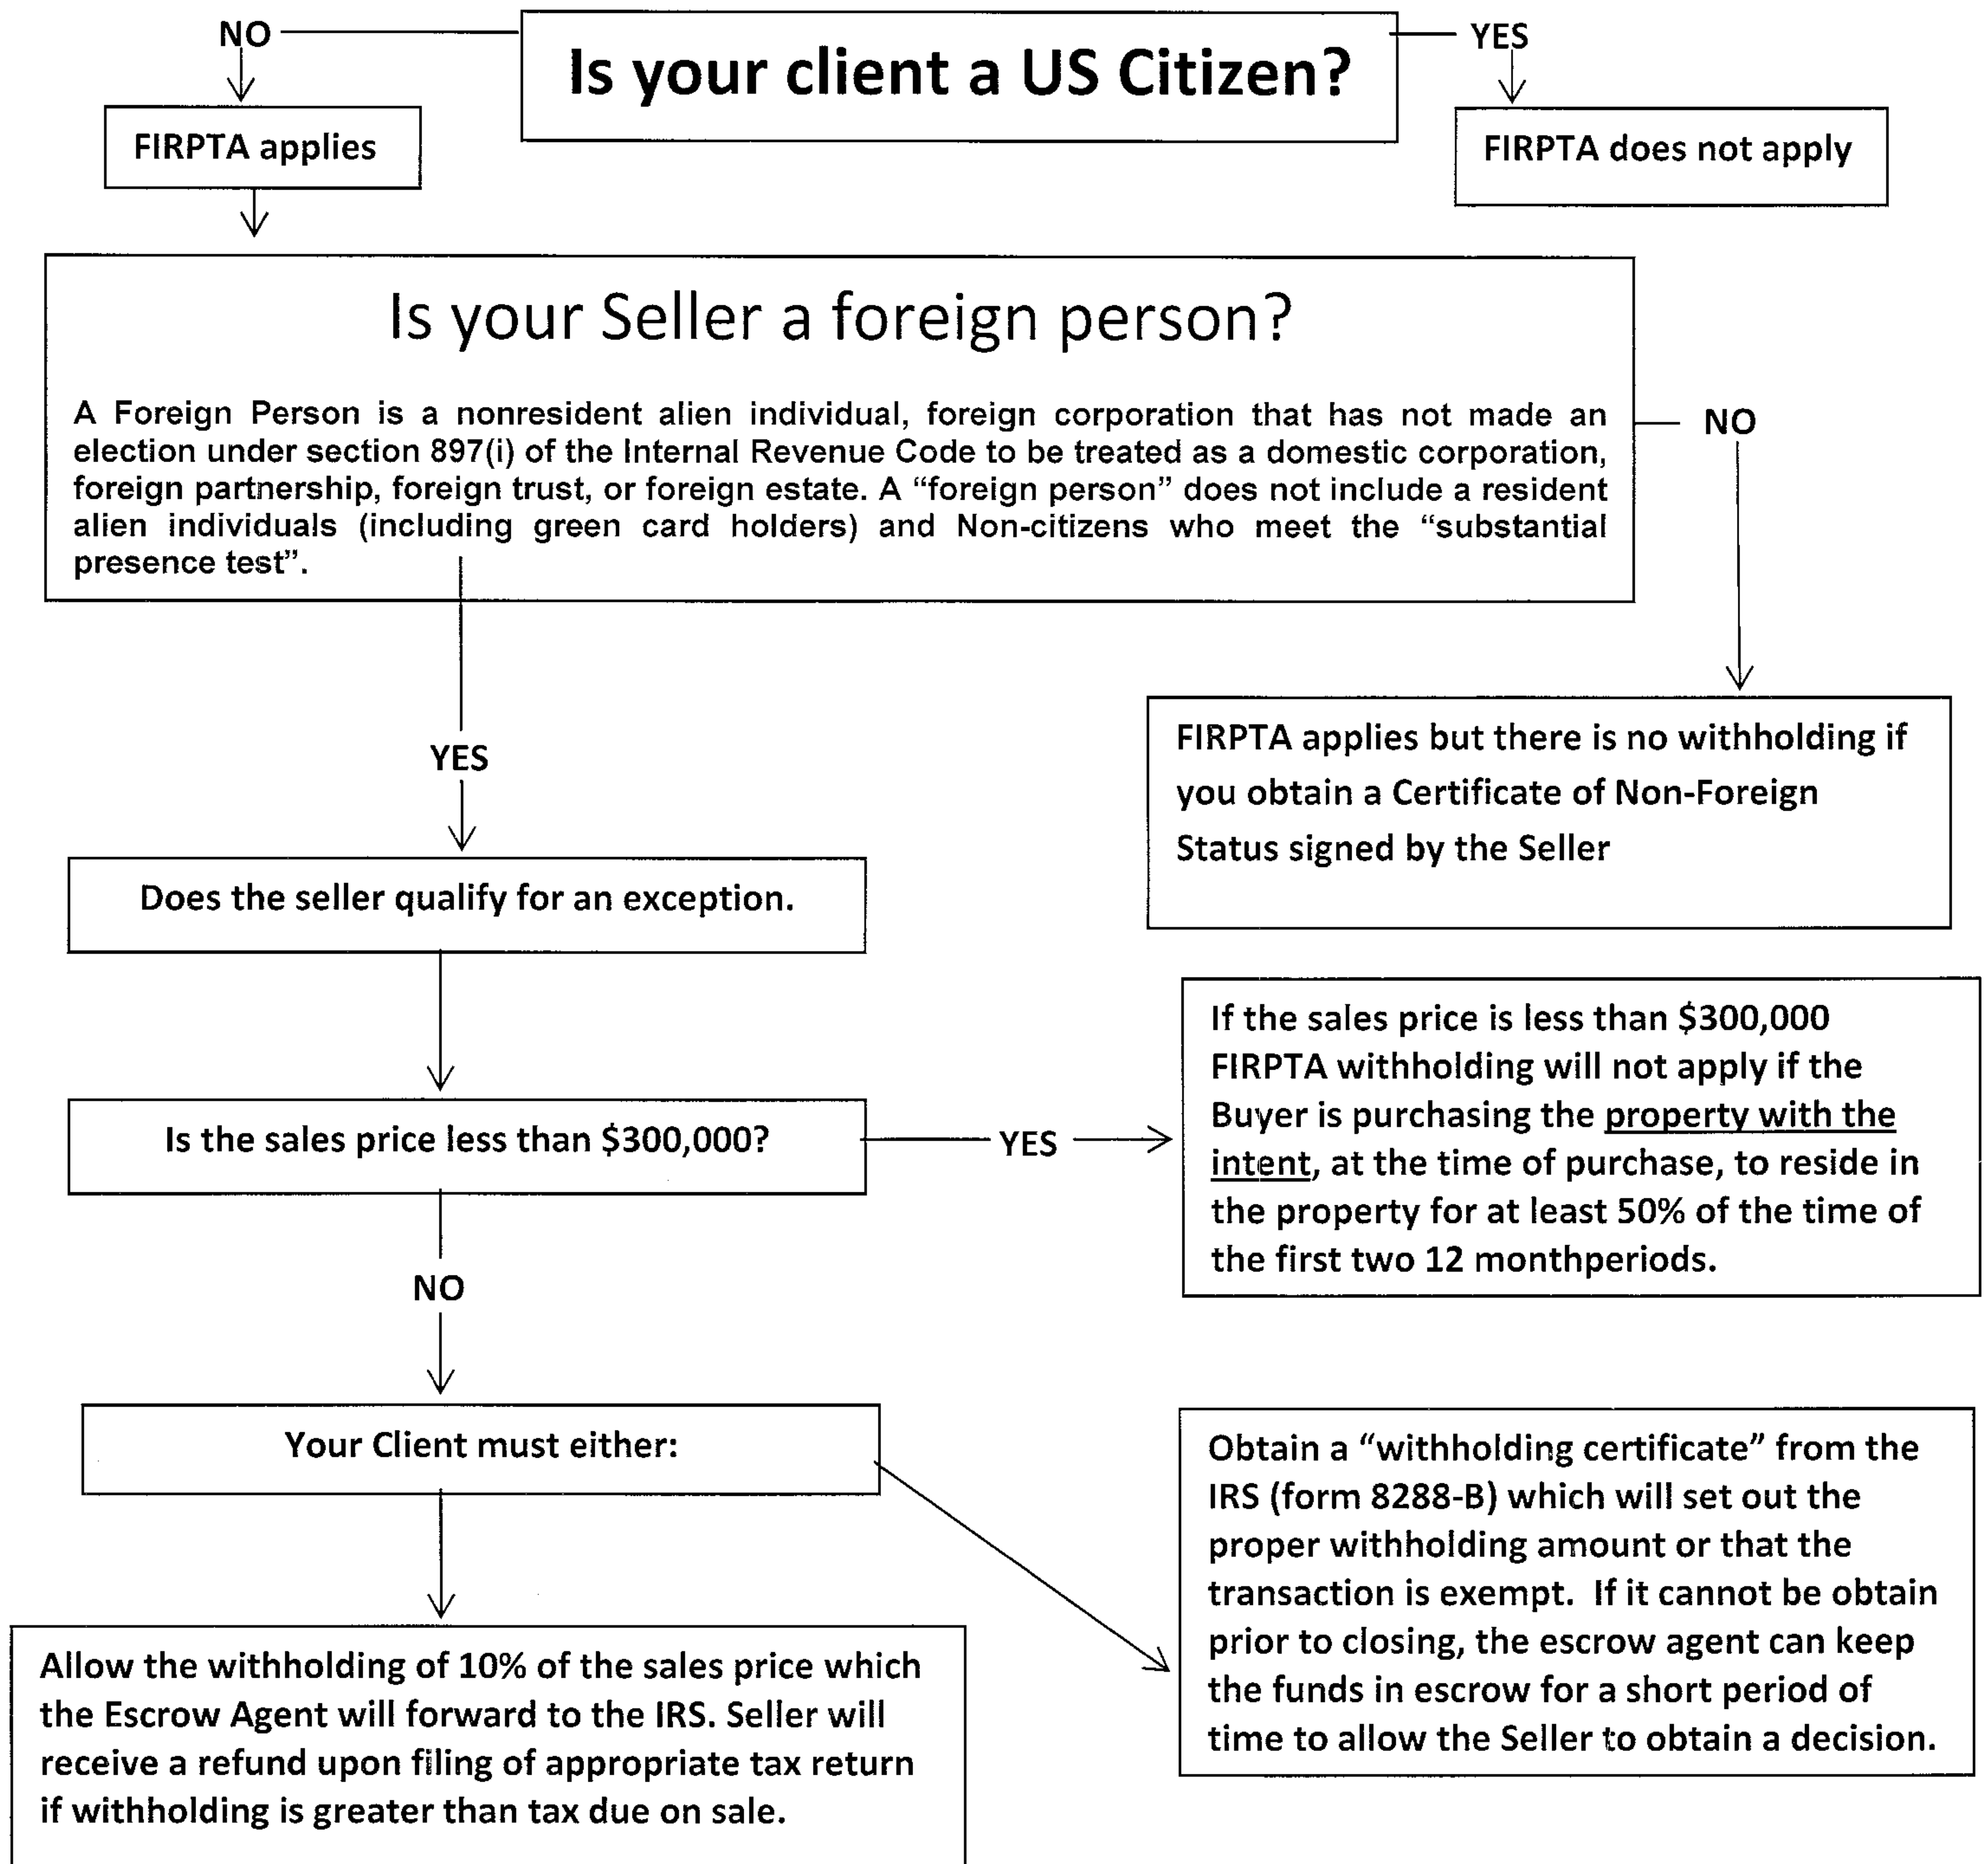 NO
Is your client a US Citizen?
YES
FIRPTA applies
FIRPTA does not apply
Is your Seller a foreign person?
A Foreign Person is a nonresident alien individual, foreign corporation that has not made an
election under section 897(i) of the Internal Revenue Code to be treated as a domestic corporation,
foreign partnership, foreign trust, or foreign estate. A “foreign person” does not include a resident
alien individuals (including green card holders) and Non-citizens who meet the “substantial
presence test”.
NO
YES
FIRPTA applies but there is no withholding if
you obtain a Certificate of Non-Foreign
Status signed by the Seller
Does the seller qualify for an exception.
Is the sales price less than $300,000?
YES
If the sales price is less than $300,000
FIRPTA withholding will not apply if the
Buyer is purchasing the property with the
intent, at the time of purchase, to reside in
the property for at least 50% of the time of
the first two 12 monthperiods.
NO
Your Client must either:
Obtain a “withholding certificate” from the
IRS (form 8288-B) which will set out the
proper withholding amount or that the
transaction is exempt.  If it cannot be obtain
prior to closing, the escrow agent can keep
the funds in escrow for a short period of
time to allow the Seller to obtain a decision.
Allow the withholding of 10% of the sales price which
the Escrow Agent will forward to the IRS. Seller will
receive a refund upon filing of appropriate tax return
if withholding is greater than tax due on sale.